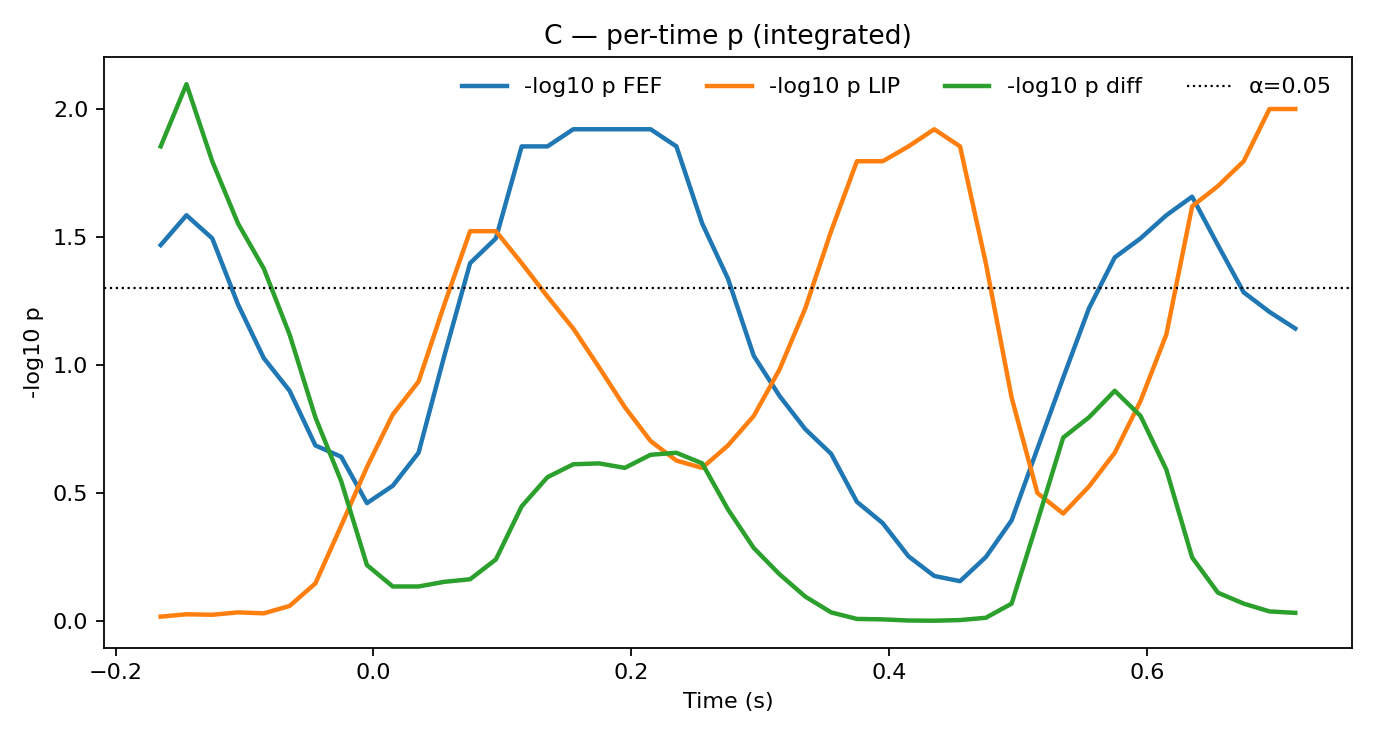 C — per-time p (integrated)
-log10 p FEF
-log10 p LIP
-log10 p diff
α=0.05
-log10 p
2.0
1.5
1.0
0.5
0.0
−0.2
0.0
0.2
0.4
0.6
Time (s)